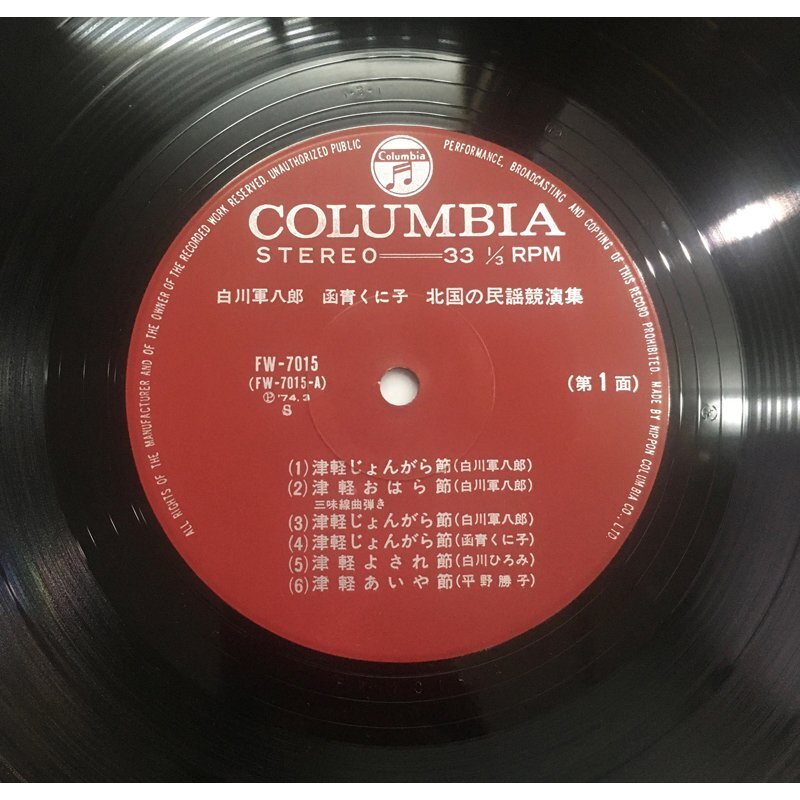 Columbia
COLUMBIA
STEREO 33 1/3 RPM
白川軍八郎 函青くに子 北国の民謡競演集
FW-7015
(FW-7015-A)
Ⓟ '74.3
S
(第1面)
(1) 津軽じょんがら節(白川軍八郎)
(2) 津軽おはら節(白川軍八郎)
三味線曲弾き
(3) 津軽じょんがら節(白川軍八郎)
(4) 津軽じょんがら節(函青くに子)
(5) 津軽よされ節(白川ひろみ)
(6) 津軽あいや節(平野勝子)
ALL RIGHTS OF THE MANUFACTURER AND OF THE OWNER OF THE RECORDED WORK RESERVED. UNAUTHORIZED PUBLIC PERFORMANCE, BROADCASTING AND COPYING OF THIS RECORD PROHIBITED. MADE BY NIPPON COLUMBIA CO., LTD.